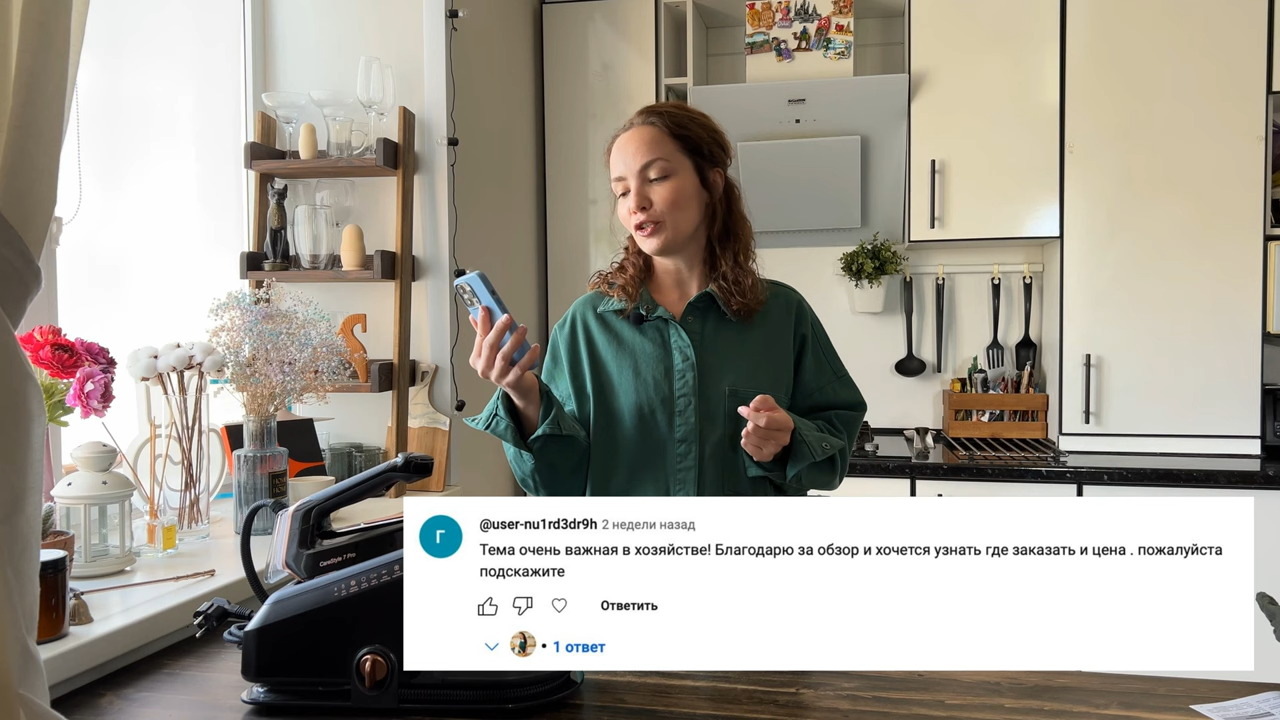 CareStyle 7 Pro
@user-nu1rd3dr9h 2 недели назад
Тема очень важная в хозяйстве! Благодарю за обзор и хочется узнать где заказать и цена . пожалуйста
подскажите
Ответить
1 ответ
Г